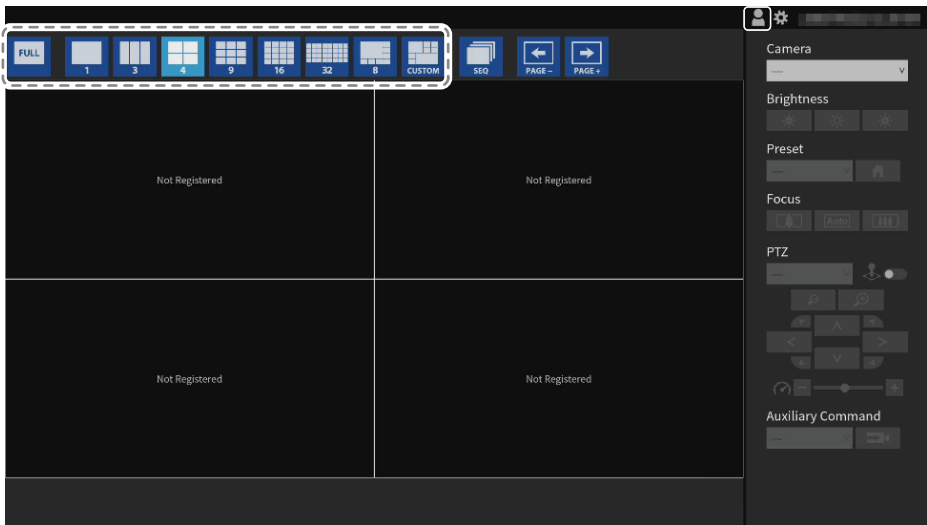 FULL
1
3
4
9
16
32
8
CUSTOM
SEQ
PAGE –
PAGE +
Camera
---
Brightness
Preset
---
Focus
Auto
PTZ
---
Auxiliary Command
---
Not Registered
Not Registered
Not Registered
Not Registered